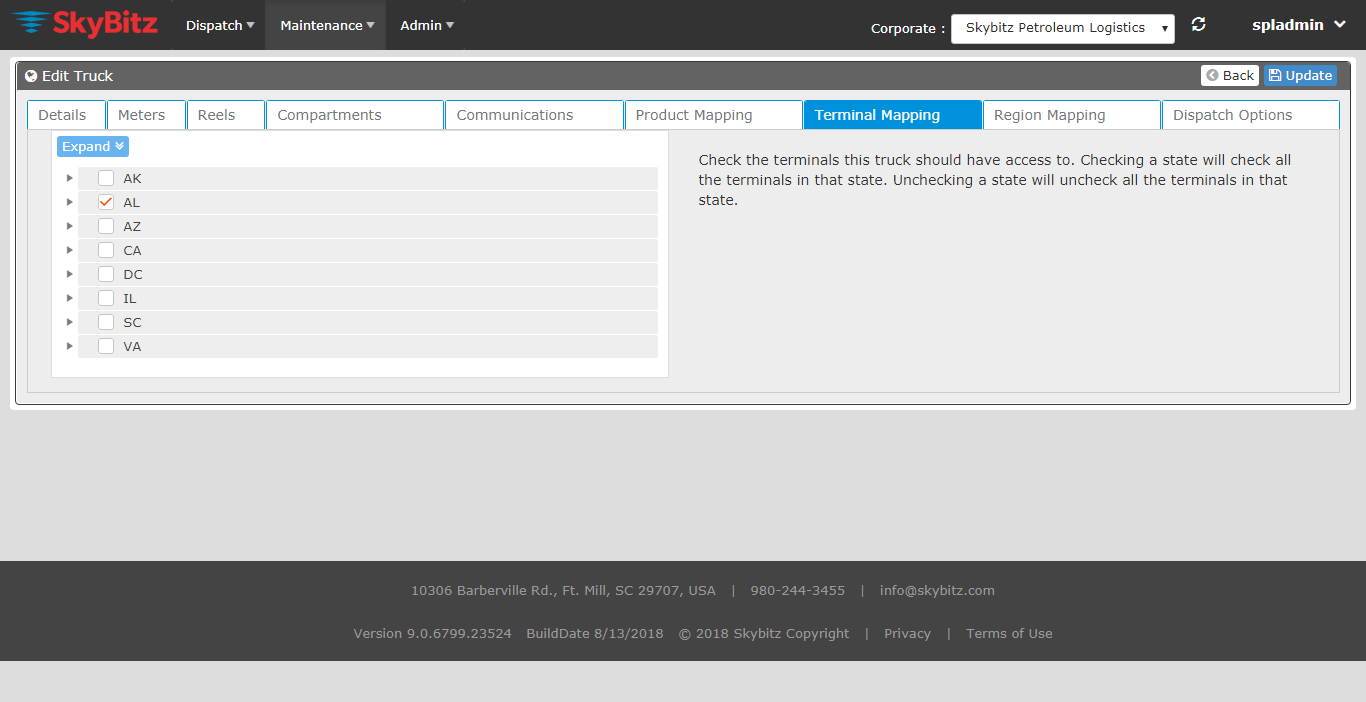 SkyBitz Dispatch Maintenance Admin Corporate : Skybitz Petroleum Logistics spladmin
Edit Truck Back Update
Details Meters Reels Compartments Communications Product Mapping Terminal Mapping Region Mapping Dispatch Options
Expand
AK
AL
AZ
CA
DC
IL
SC
VA
Check the terminals this truck should have access to. Checking a state will check all
the terminals in that state. Unchecking a state will uncheck all the terminals in that
state.
10306 Barberville Rd., Ft. Mill, SC 29707, USA | 980-244-3455 | info@skybitz.com
Version 9.0.6799.23524 BuildDate 8/13/2018 © 2018 Skybitz Copyright | Privacy | Terms of Use